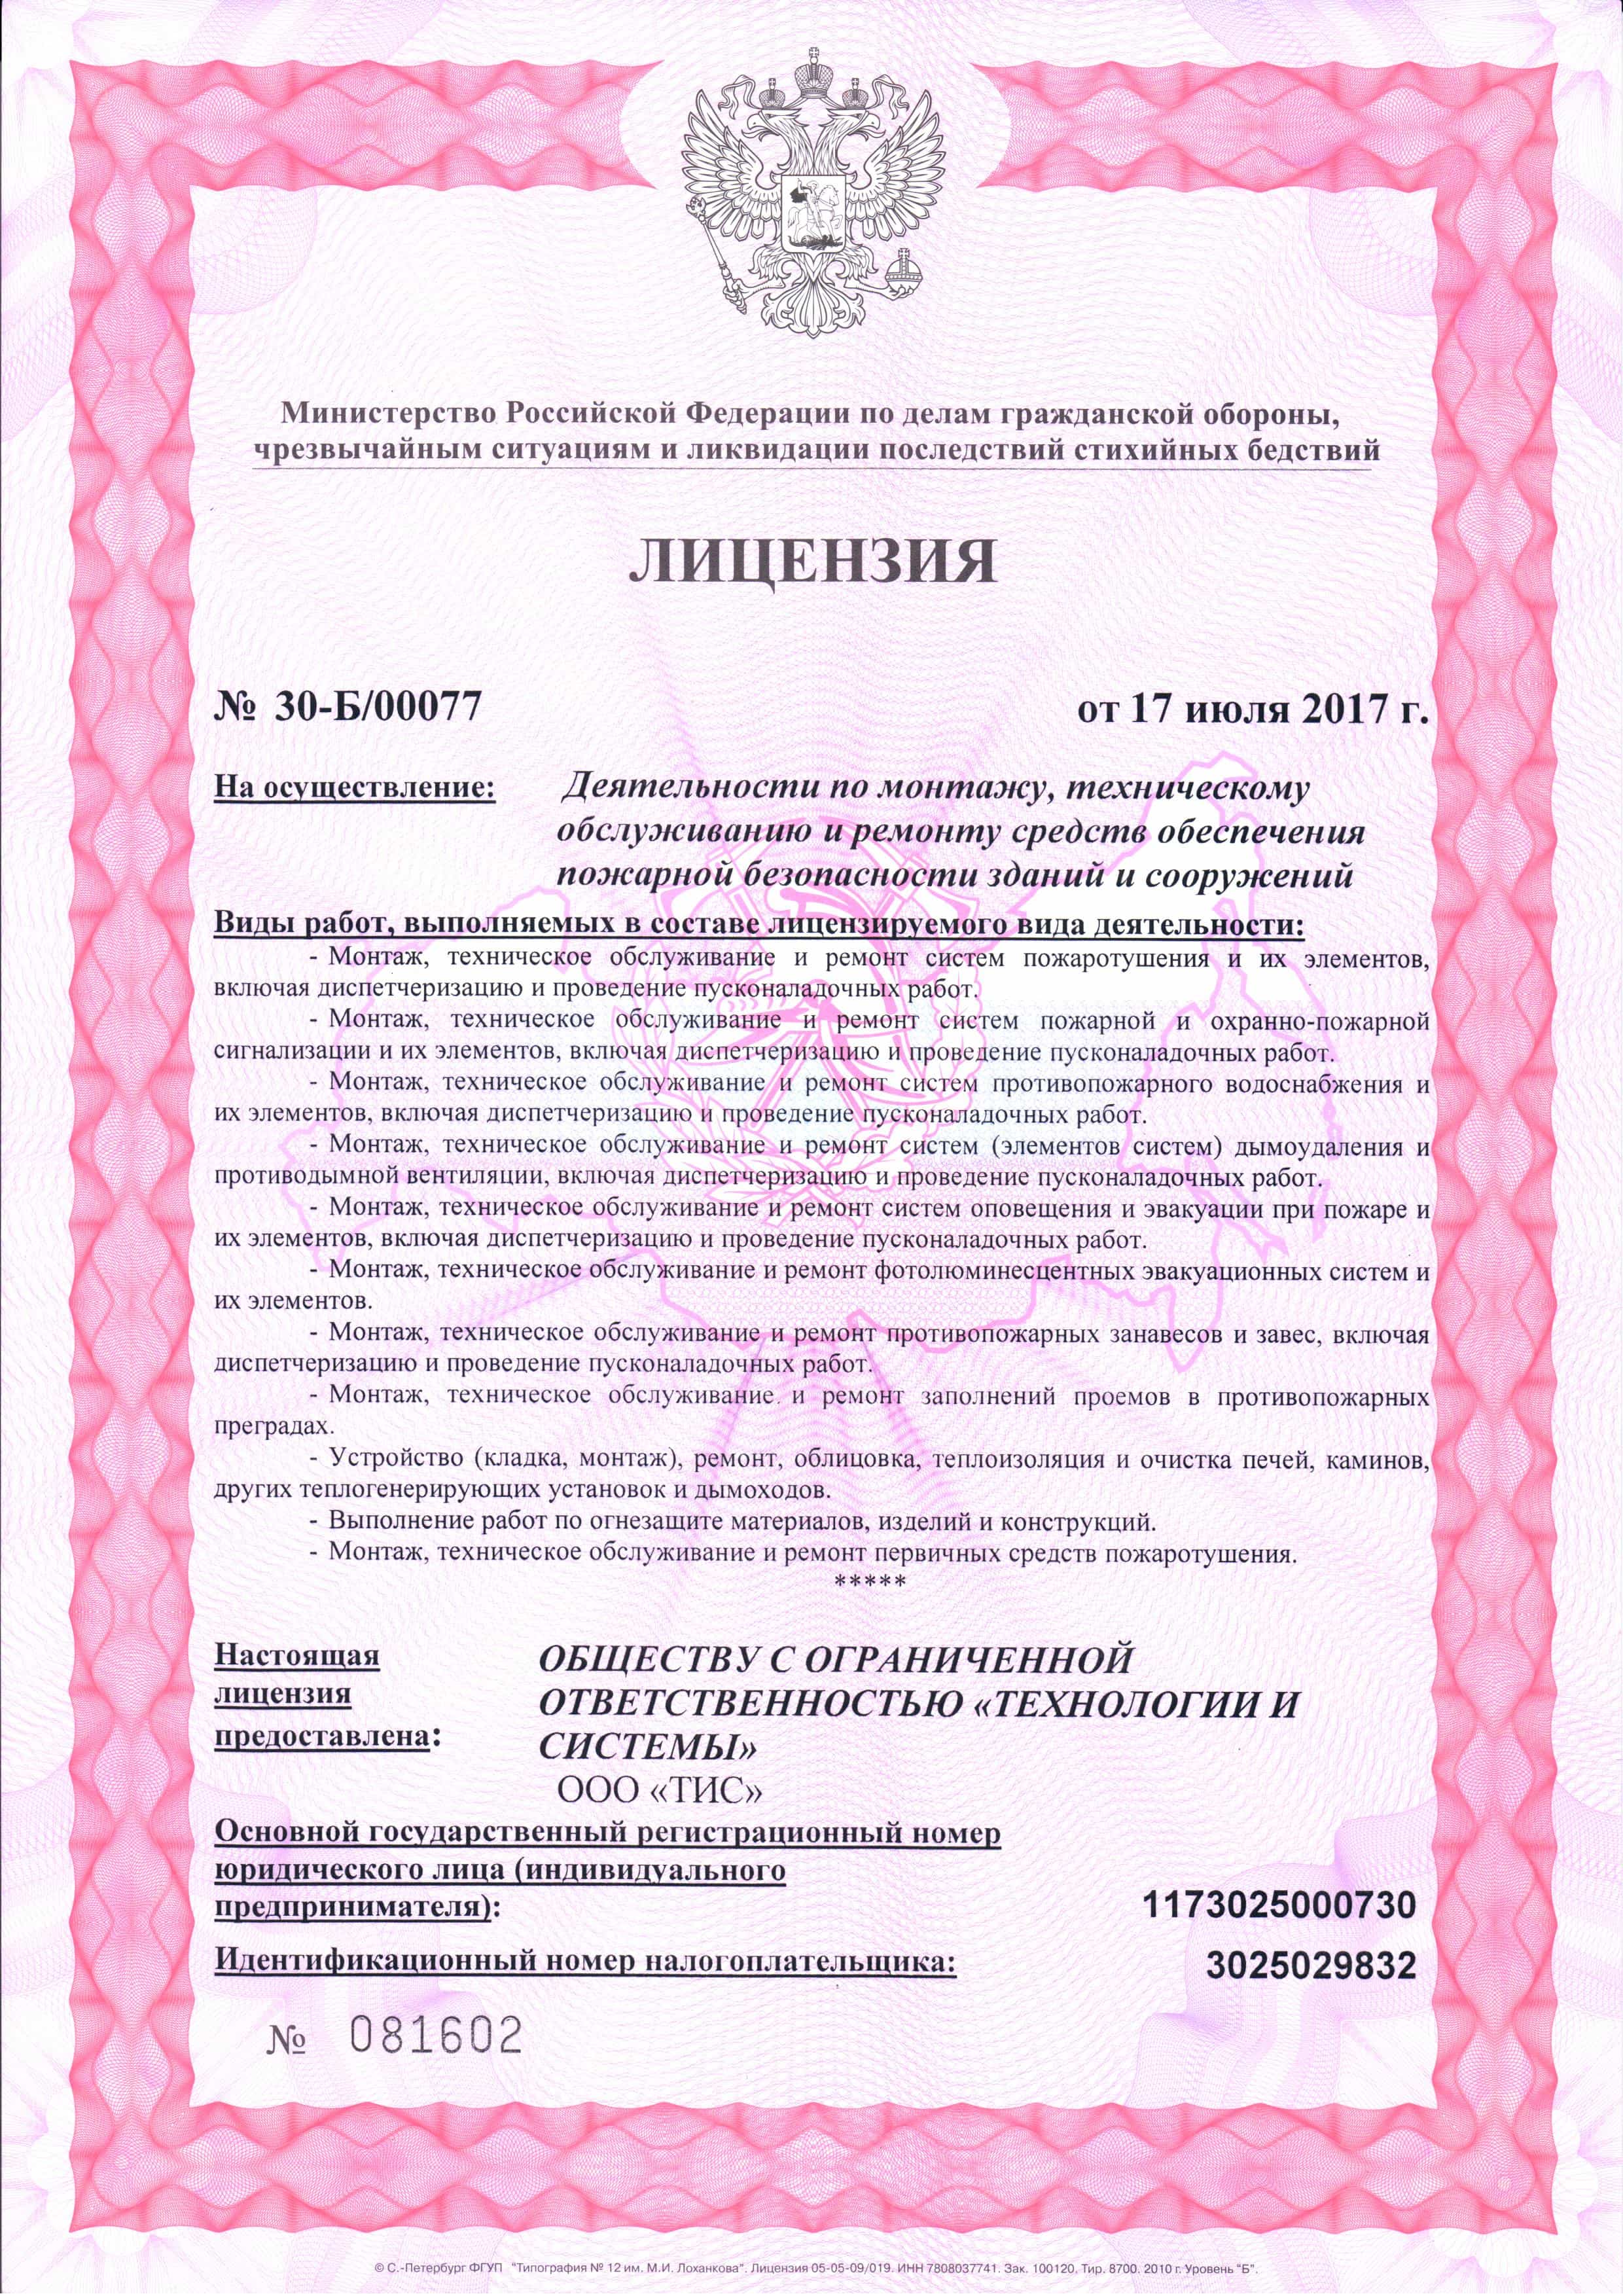 Министерство Российской Федерации по делам гражданской обороны,
чрезвычайным ситуациям и ликвидации последствий стихийных бедствий
ЛИЦЕНЗИЯ
№ 30-Б/00077 от 17 июля 2017 г.
На осуществление: Деятельности по монтажу, техническому
обслуживанию и ремонту средств обеспечения
пожарной безопасности зданий и сооружений
Виды работ, выполняемых в составе лицензируемого вида деятельности:
- Монтаж, техническое обслуживание и ремонт систем пожаротушения и их элементов,
включая диспетчеризацию и проведение пусконаладочных работ.
- Монтаж, техническое обслуживание и ремонт систем пожарной и охранно-пожарной
сигнализации и их элементов, включая диспетчеризацию и проведение пусконаладочных работ.
- Монтаж, техническое обслуживание и ремонт систем противопожарного водоснабжения и
их элементов, включая диспетчеризацию и проведение пусконаладочных работ.
- Монтаж, техническое обслуживание и ремонт систем (элементов систем) дымоудаления и
противодымной вентиляции, включая диспетчеризацию и проведение пусконаладочных работ.
- Монтаж, техническое обслуживание и ремонт систем оповещения и эвакуации при пожаре и
их элементов, включая диспетчеризацию и проведение пусконаладочных работ.
- Монтаж, техническое обслуживание и ремонт фотолюминесцентных эвакуационных систем и
их элементов.
- Монтаж, техническое обслуживание и ремонт противопожарных занавесов и завес, включая
диспетчеризацию и проведение пусконаладочных работ.
- Монтаж, техническое обслуживание и ремонт заполнений проемов в противопожарных
преградах.
- Устройство (кладка, монтаж), ремонт, облицовка, теплоизоляция и очистка печей, каминов,
других теплогенерирующих установок и дымоходов.
- Выполнение работ по огнезащите материалов, изделий и конструкций.
- Монтаж, техническое обслуживание и ремонт первичных средств пожаротушения.
*****
Настоящая
лицензия
предоставлена:
ОБЩЕСТВУ С ОГРАНИЧЕННОЙ
ОТВЕТСТВЕННОСТЬЮ «ТЕХНОЛОГИИ И
СИСТЕМЫ»
ООО «ТИС»
Основной государственный регистрационный номер
юридического лица (индивидуального
предпринимателя): 1173025000730
Идентификационный номер налогоплательщика: 3025029832
№ 081602
© С.-Петербург ФГУП "Типография № 12 им. М.И. Лоханкова". Лицензия 05-05-09/019. ИНН 7808037741. Зак. 100120. Тир. 8700. 2010 г. Уровень "Б".